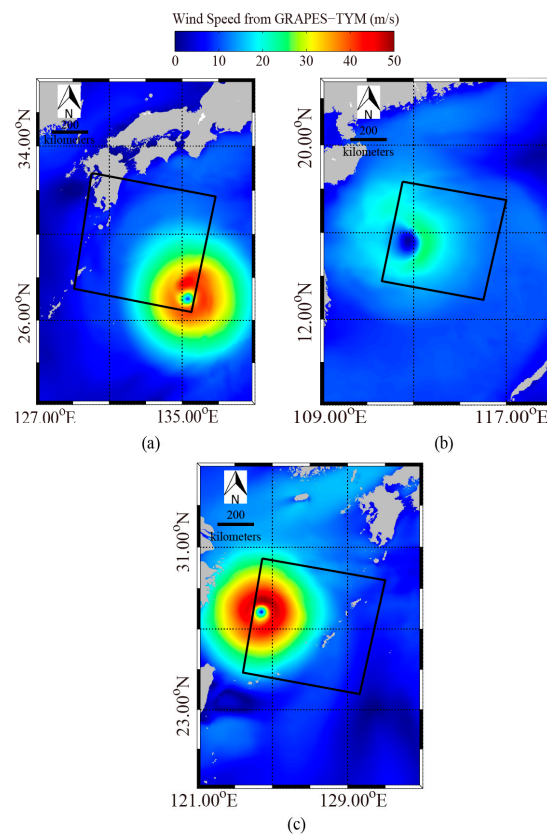 Wind Speed from GRAPES−TYM (m/s)
0 10 20 30 40 50
N
200
kilometers
34.00°N
26.00°N
127.00°E 135.00°E
(a)
N
200
kilometers
20.00°N
12.00°N
109.00°E 117.00°E
(b)
N
200
kilometers
31.00°N
23.00°N
121.00°E 129.00°E
(c)